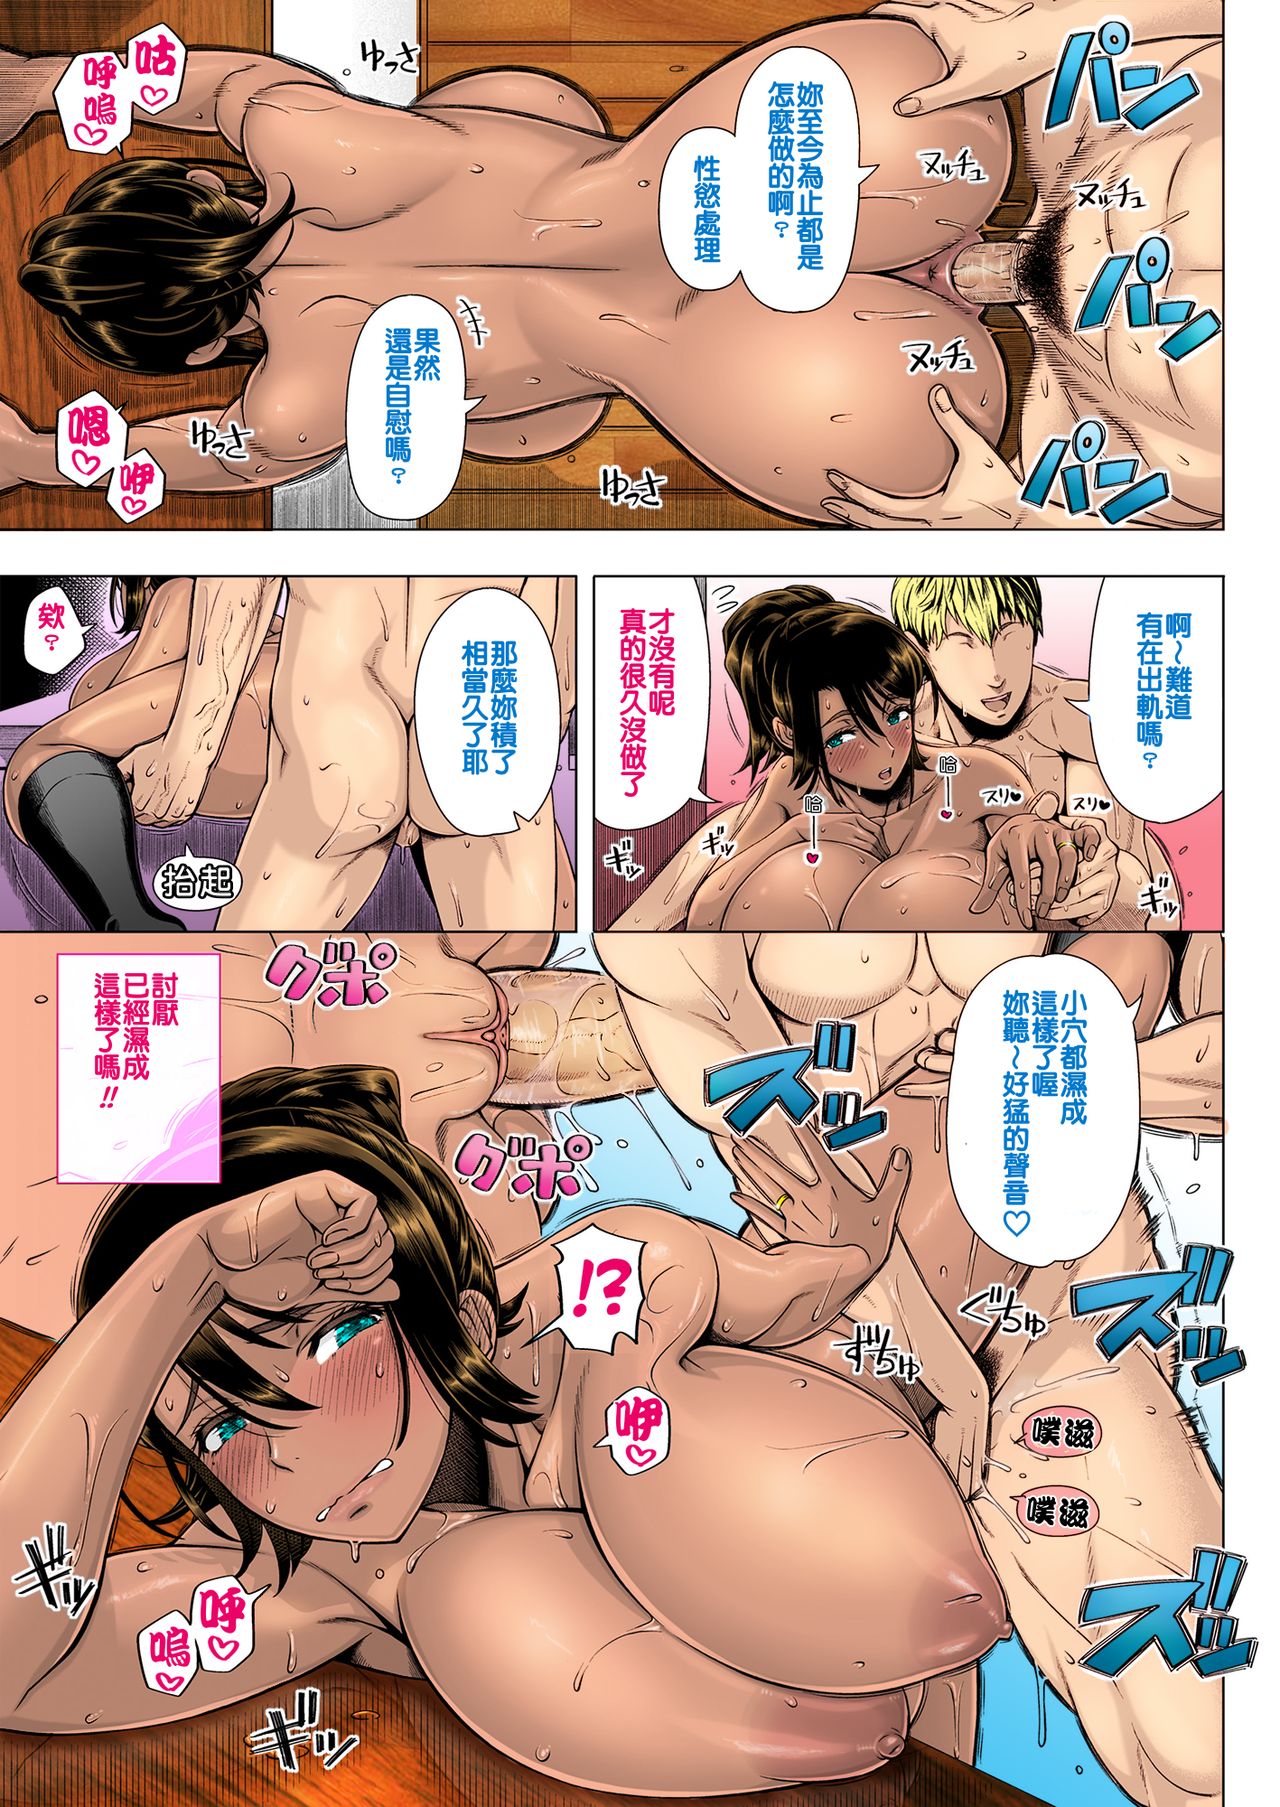 パン
妳至今為止都是
怎麼做的啊？
性慾處理
ゆっさ
咕♡
呼嗚♡
ヌッチュ
ヌッチュ
パン
ヌッチュ
果然
還是自慰嗎？
嗯♡
咿♡
ゆっさ
ゆっさ
パン
啊～難道
有在出軌嗎？
才沒有呢
真的很久沒做了
哈
哈
スリ♥
スリ♥
ギッ
ギッ
ギッ
那麼妳積了
相當久了耶
欸？
抬起
小穴都濕成
這樣了喔
妳聽～好猛的聲音♡
グポ
グポ
討厭
已經濕成
這樣了嗎!!
ズッ
ズッ
ズッ
ぐちゅ
ずちゅ
!?
咿♡
噗滋
噗滋
呼♡
嗚♡
ギッ
ギッ